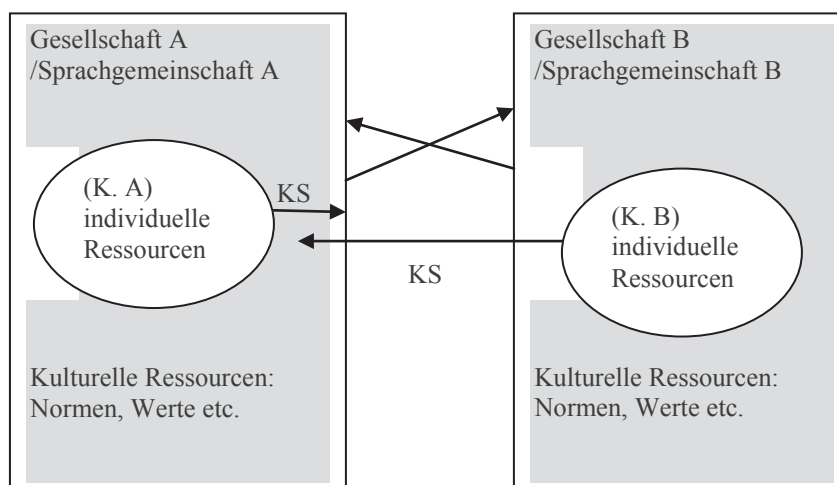 Gesellschaft A
/Sprachgemeinschaft A
(K. A)
individuelle
Ressourcen
KS
Kulturelle Ressourcen:
Normen, Werte etc.
Gesellschaft B
/Sprachgemeinschaft B
(K. B)
individuelle
Ressourcen
KS
Kulturelle Ressourcen:
Normen, Werte etc.